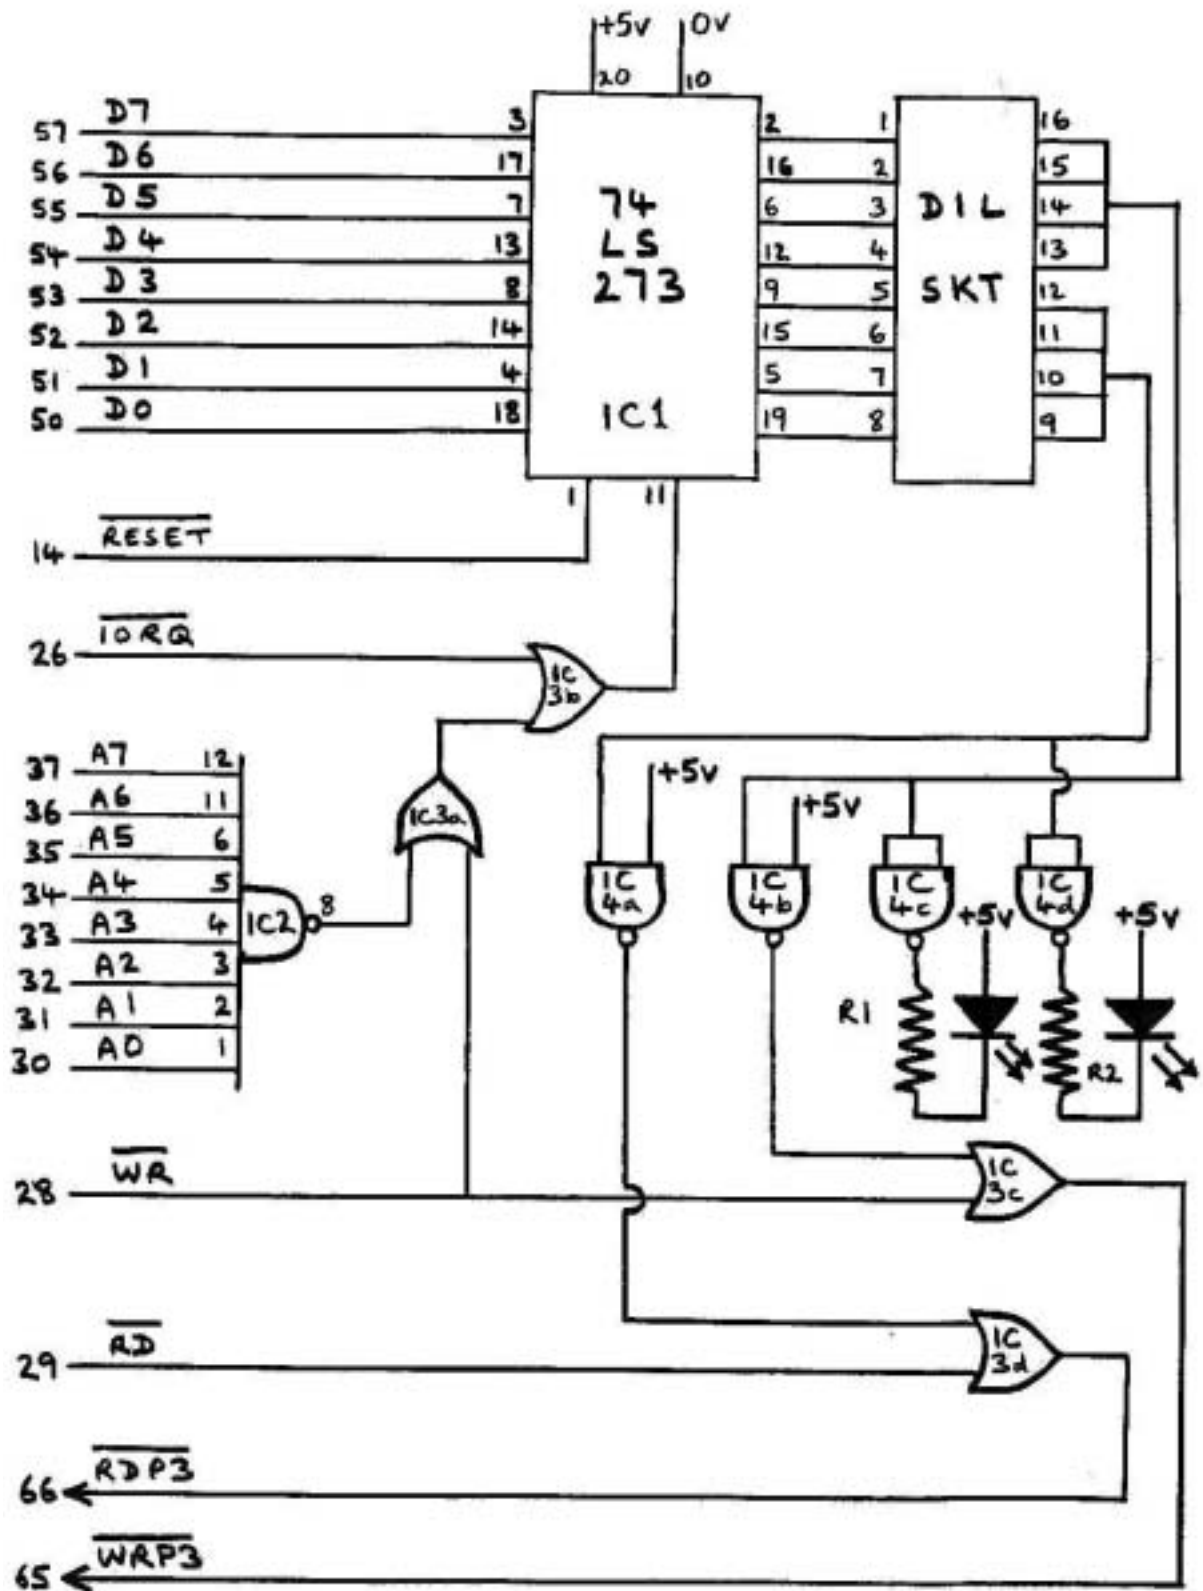 +5v 0v
20 10
57 D7 3 2 1 16
56 D6 17 16 2 15
55 D5 7 74 6 3 DIL 14
54 D4 13 LS 12 4 13
53 D3 8 273 9 5 SKT 12
52 D2 14 15 6 11
51 D1 4 5 7 10
50 D0 18 IC1 19 8 9
1 11
14 RESET
26 IORQ
IC
3b
37 A7 12
+5v
36 A6 11
IC3a
+5v
35 A5 6
34 A4 5
IC
4a
IC
4b
IC
4c
IC
4d
33 A3 4 IC2 8
+5v +5v
32 A2 3
31 A1 2
R1
30 A0 1
R2
28 WR
IC
3c
29 RD
IC
3d
66 RDP3
65 WRP3